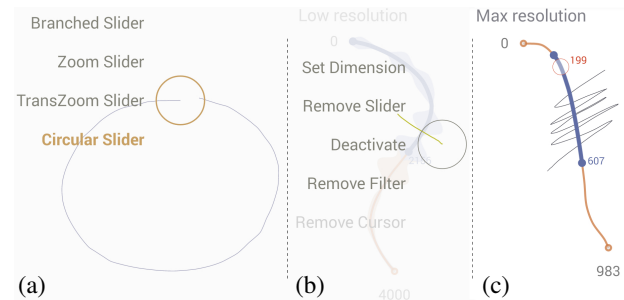 Branched Slider
Zoom Slider
TransZoom Slider
Circular Slider
(a)
Low resolution
0
Set Dimension
Remove Slider
Deactivate
Remove Filter
Remove Cursor
4000
(b)
Max resolution
0
199
607
983
(c)